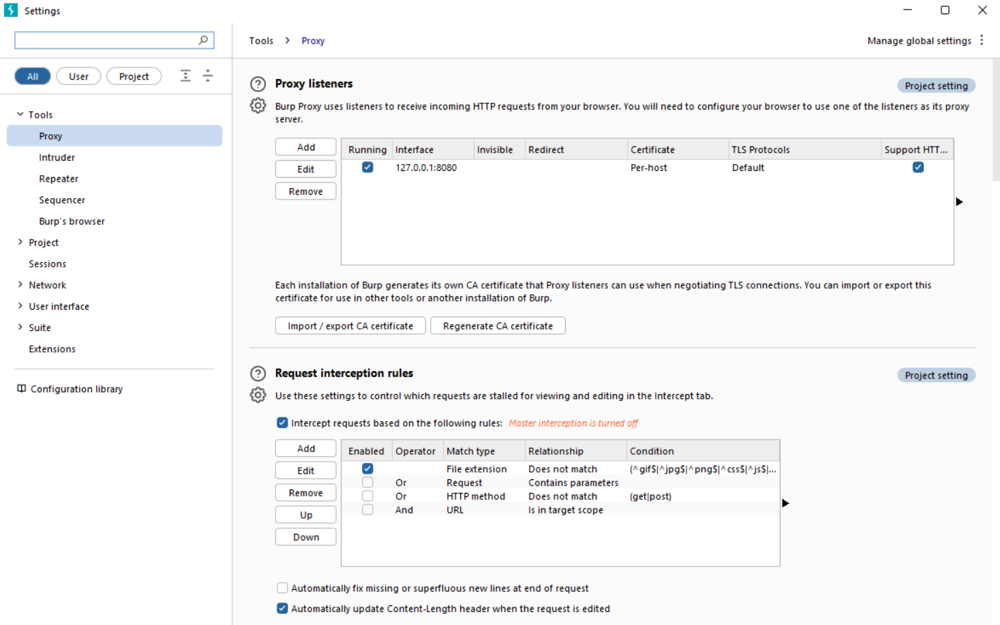 Settings
Tools > Proxy
Manage global settings
All
User
Project
Tools
Proxy
Intruder
Repeater
Sequencer
Burp's browser
Project
Sessions
Network
User interface
Suite
Extensions
Configuration library
Proxy listeners
Project setting
Burp Proxy uses listeners to receive incoming HTTP requests from your browser. You will need to configure your browser to use one of the listeners as its proxy
server.
Add
Edit
Remove
Running Interface Invisible Redirect Certificate TLS Protocols Support HTT...
127.0.0.1:8080 Per-host Default
Each installation of Burp generates its own CA certificate that Proxy listeners can use when negotiating TLS connections. You can import or export this
certificate for use in other tools or another installation of Burp.
Import / export CA certificate
Regenerate CA certificate
Request interception rules
Project setting
Use these settings to control which requests are stalled for viewing and editing in the Intercept tab.
Intercept requests based on the following rules: Master interception is turned off
Add
Edit
Remove
Up
Down
Enabled Operator Match type Relationship Condition
File extension Does not match (^gif$|^jpg$|^png$|^css$|^js$|...
Or Request Contains parameters
Or HTTP method Does not match (get|post)
And URL Is in target scope
Automatically fix missing or superfluous new lines at end of request
Automatically update Content-Length header when the request is edited